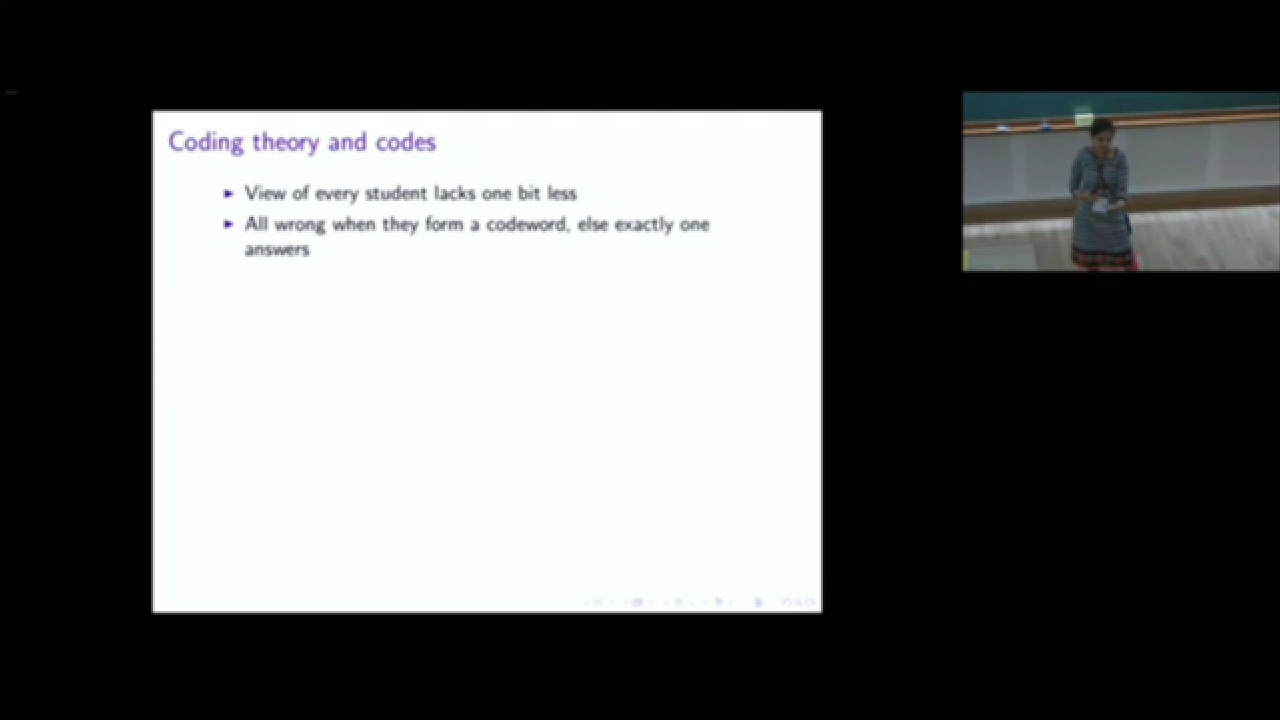 Coding theory and codes
View of every student lacks one bit less
All wrong when they form a codeword, else exactly one
answers